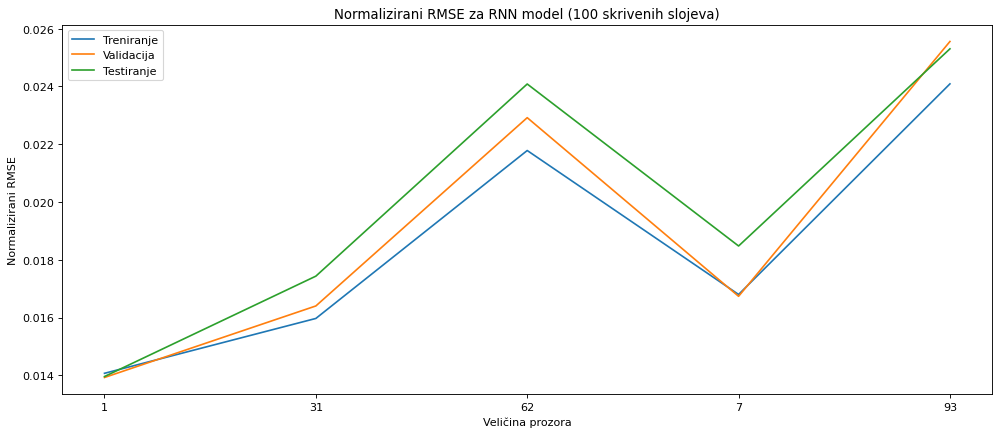 Normalizirani RMSE za RNN model (100 skrivenih slojeva)
Treniranje
Validacija
Testiranje
Normalizirani RMSE
0.026
0.024
0.022
0.020
0.018
0.016
0.014
1 31 62 7 93
Veličina prozora